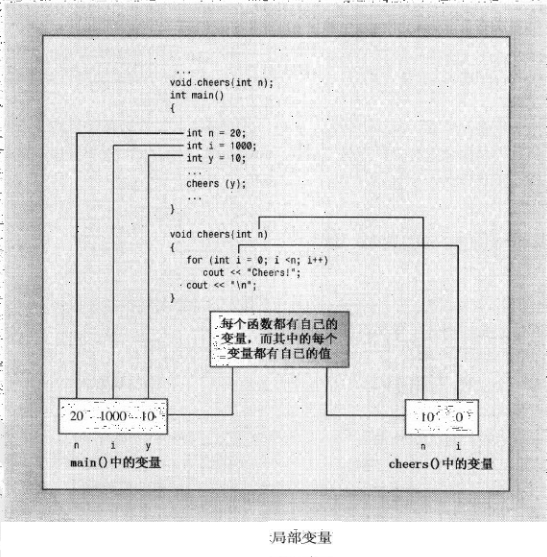 ...
void cheers(int n);
int main()
{
int n = 20;
int i = 1000;
int y = 10;
...
cheers (y);
...
}
void cheers(int n)
{
for (int i = 0; i <n; i++)
cout << "Cheers!";
cout << "\n";
}
每个函数都有自己的
变量，而其中的每个
变量都有自己的值
20 1000 10
n i y
main()中的变量
10 0
n i
cheers()中的变量
局部变量